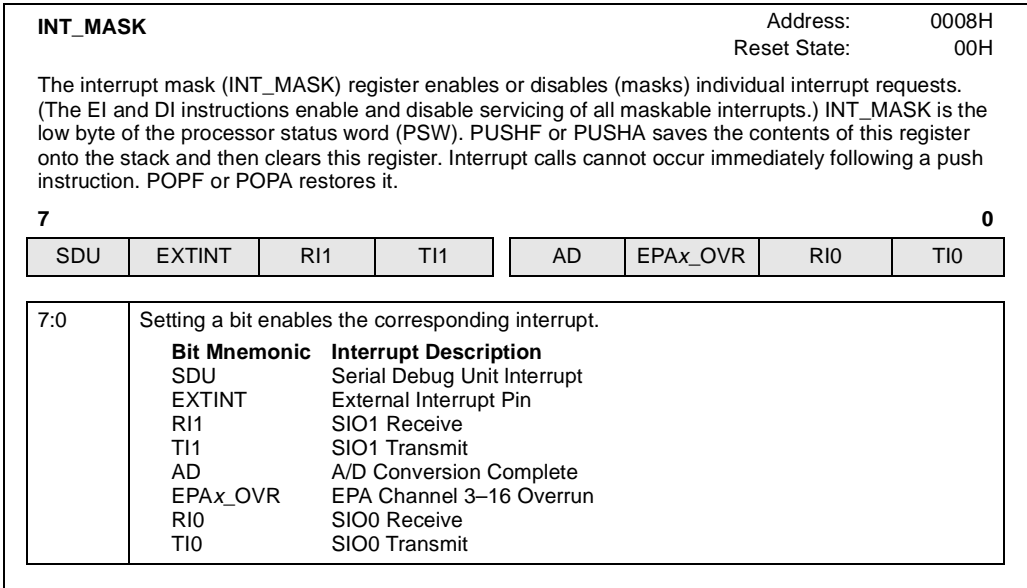 INT_MASK Address: 0008H
Reset State: 00H
The interrupt mask (INT_MASK) register enables or disables (masks) individual interrupt requests.
(The EI and DI instructions enable and disable servicing of all maskable interrupts.) INT_MASK is the
low byte of the processor status word (PSW). PUSHF or PUSHA saves the contents of this register
onto the stack and then clears this register. Interrupt calls cannot occur immediately following a push
instruction. POPF or POPA restores it.
7 0
SDU EXTINT RI1 TI1 AD EPAx_OVR RI0 TI0
7:0 Setting a bit enables the corresponding interrupt.
Bit Mnemonic Interrupt Description
SDU Serial Debug Unit Interrupt
EXTINT External Interrupt Pin
RI1 SIO1 Receive
TI1 SIO1 Transmit
AD A/D Conversion Complete
EPAx_OVR EPA Channel 3–16 Overrun
RI0 SIO0 Receive
TI0 SIO0 Transmit